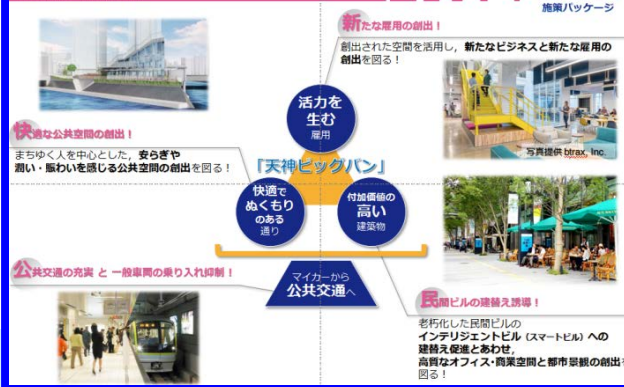 施策パッケージ
新たな雇用の創出！
創出された空間を活用し，新たなビジネスと新たな雇用の
創出を図る！
活力を
生む
雇用
写真提供 btrax, Inc.
快適な公共空間の創出！
まちゆく人を中心とした，安らぎや
潤い・賑わいを感じる公共空間の創出を図る！
「天神ビッグバン」
快適で
ぬくもり
のある
通り
付加価値の
高い
建築物
公共交通の充実 と 一般車両の乗り入れ抑制！
マイカーから
公共交通へ
民間ビルの建替え誘導！
老朽化した民間ビルの
インテリジェントビル（スマートビル）への
建替え促進とあわせ，
高質なオフィス・商業空間と都市景観の創出を
図る！